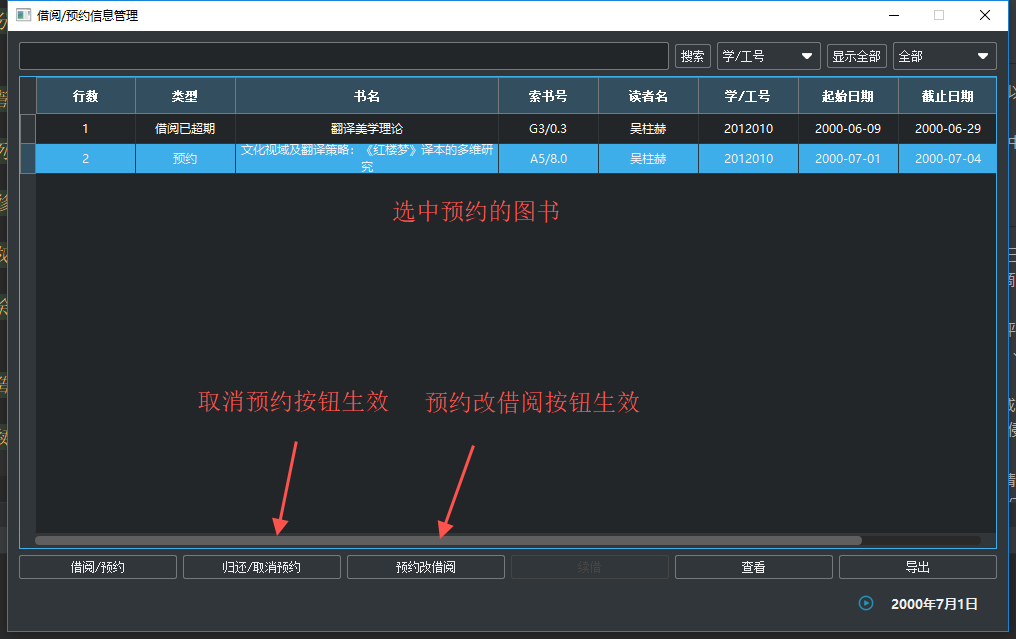 借阅/预约信息管理
搜索 学/工号 显示全部 全部
行数 类型 书名 索书号 读者名 学/工号 起始日期 截止日期
1 借阅已超期 翻译美学理论 G3/0.3 吴柱赫 2012010 2000-06-09 2000-06-29
2 预约 文化视域及翻译策略：《红楼梦》译本的多维研 A5/8.0 吴柱赫 2012010 2000-07-01 2000-07-04
究
选中预约的图书
取消预约按钮生效 预约改借阅按钮生效
借阅/预约 归还/取消预约 预约改借阅 续借 查看 导出
2000年7月1日